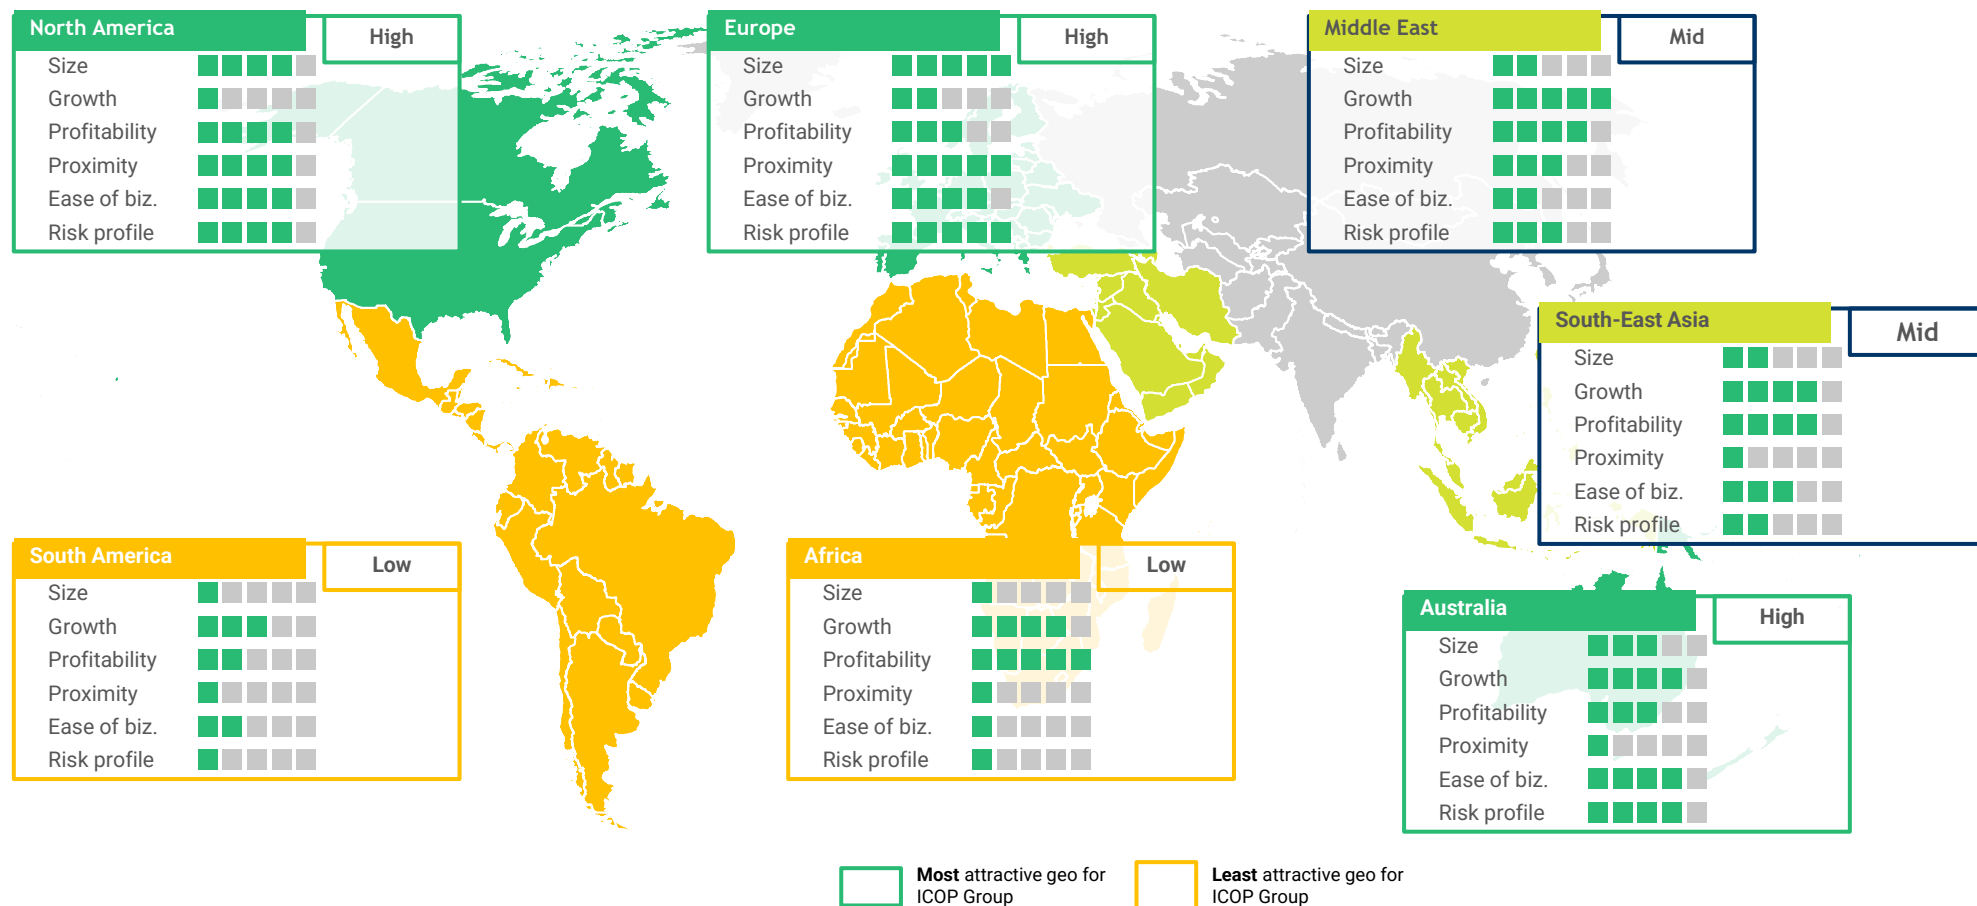 North America
High
Size
Growth
Profitability
Proximity
Ease of biz.
Risk profile
Europe
High
Size
Growth
Profitability
Proximity
Ease of biz.
Risk profile
Middle East
Mid
Size
Growth
Profitability
Proximity
Ease of biz.
Risk profile
South-East Asia
Mid
Size
Growth
Profitability
Proximity
Ease of biz.
Risk profile
South America
Low
Size
Growth
Profitability
Proximity
Ease of biz.
Risk profile
Africa
Low
Size
Growth
Profitability
Proximity
Ease of biz.
Risk profile
Australia
High
Size
Growth
Profitability
Proximity
Ease of biz.
Risk profile
Most attractive geo for
ICOP Group
Least attractive geo for
ICOP Group